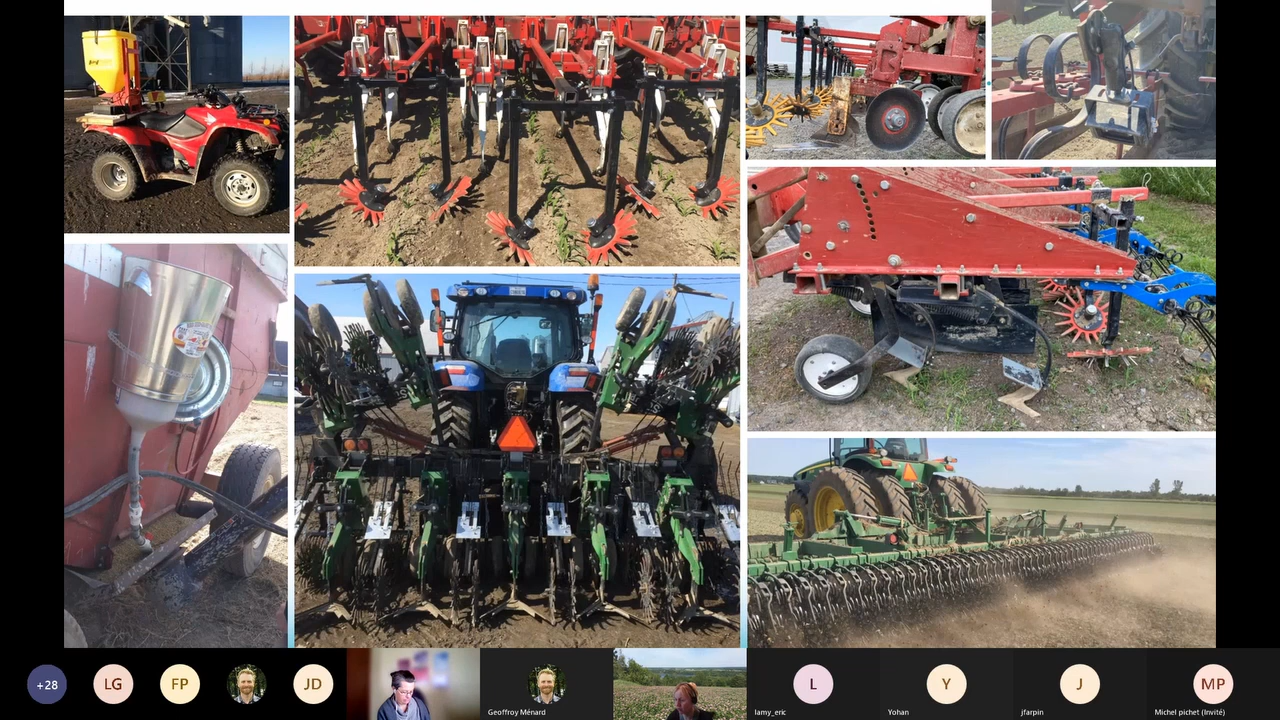 +28
LG
FP
JD
Geoffroy Ménard
L
lamy_eric
Y
Yohan
J
jfarpin
MP
Michel pichet (Invité)